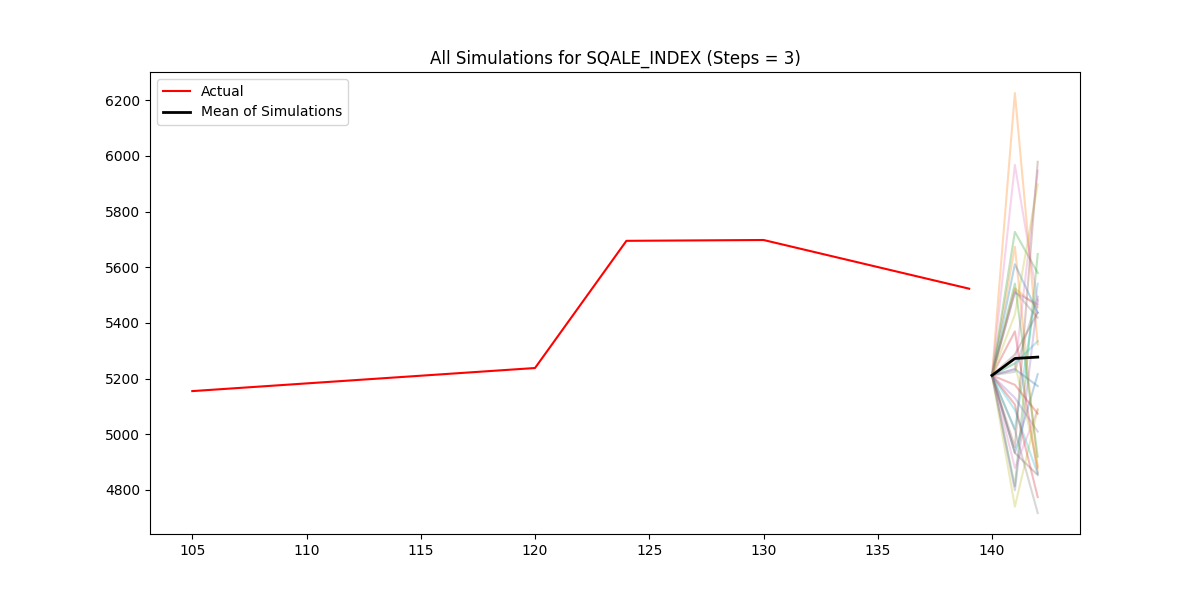 All Simulations for SQALE_INDEX (Steps = 3)
Actual
Mean of Simulations
6200
6000
5800
5600
5400
5200
5000
4800
105 110 115 120 125 130 135 140